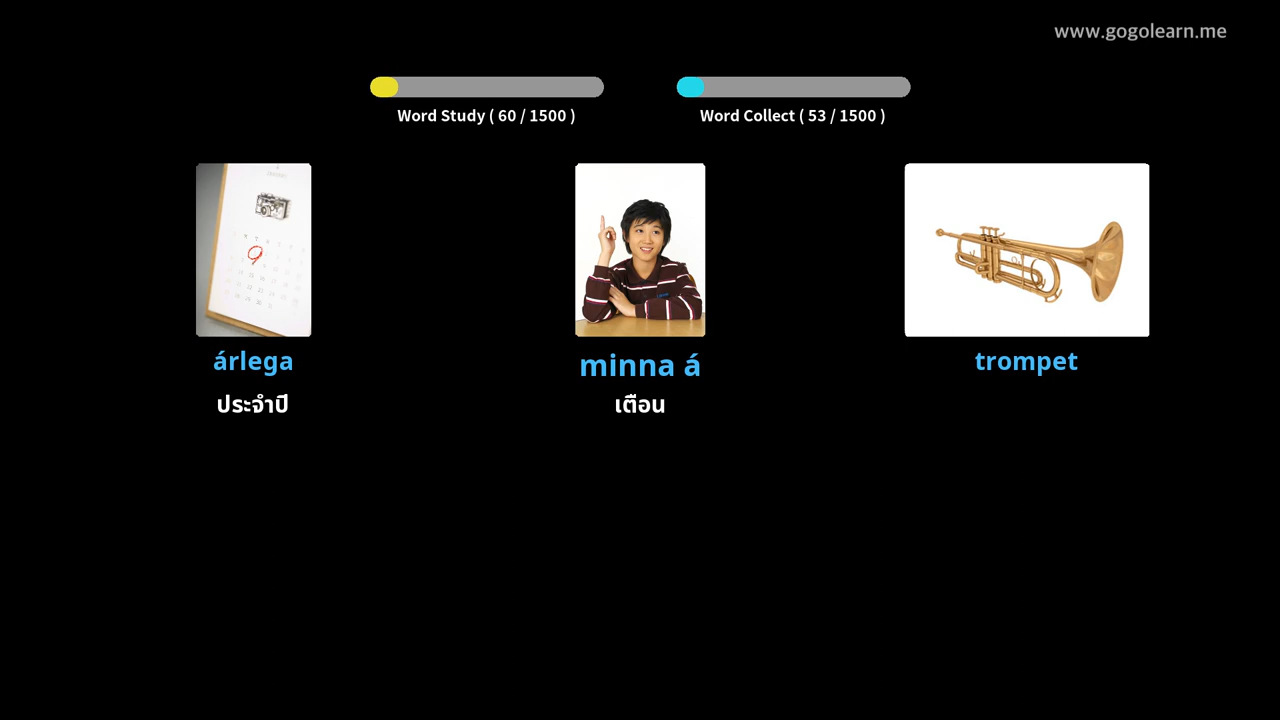 www.gogolearn.me
Word Study ( 60 / 1500 )
Word Collect ( 53 / 1500 )
árlega
minna á
trompet
ประจำปี
เตือน